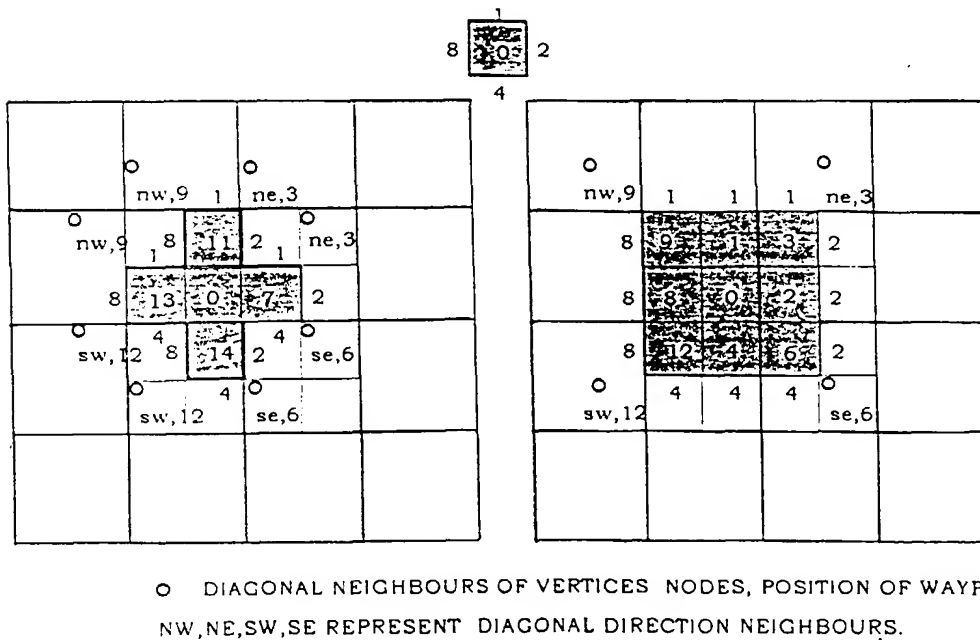 1
8 0 2
4
nw,9 1 ne,3 nw,9 1 1 1 ne,3
nw,9 8 11 2 ne,3 8 9 1 3 2
1 1
8 13 0 7 2 8 8 0 2 2
4 4
sw,12 8 14 2 se,6 8 12 4 6 2
4 4 4 4
sw,12 se,6 sw,12 se,6
O DIAGONAL NEIGHBOURS OF VERTICES NODES, POSITION OF
NW,NE,SW,SE REPRESENT DIAGONAL DIRECTION NEIGHBOURS.